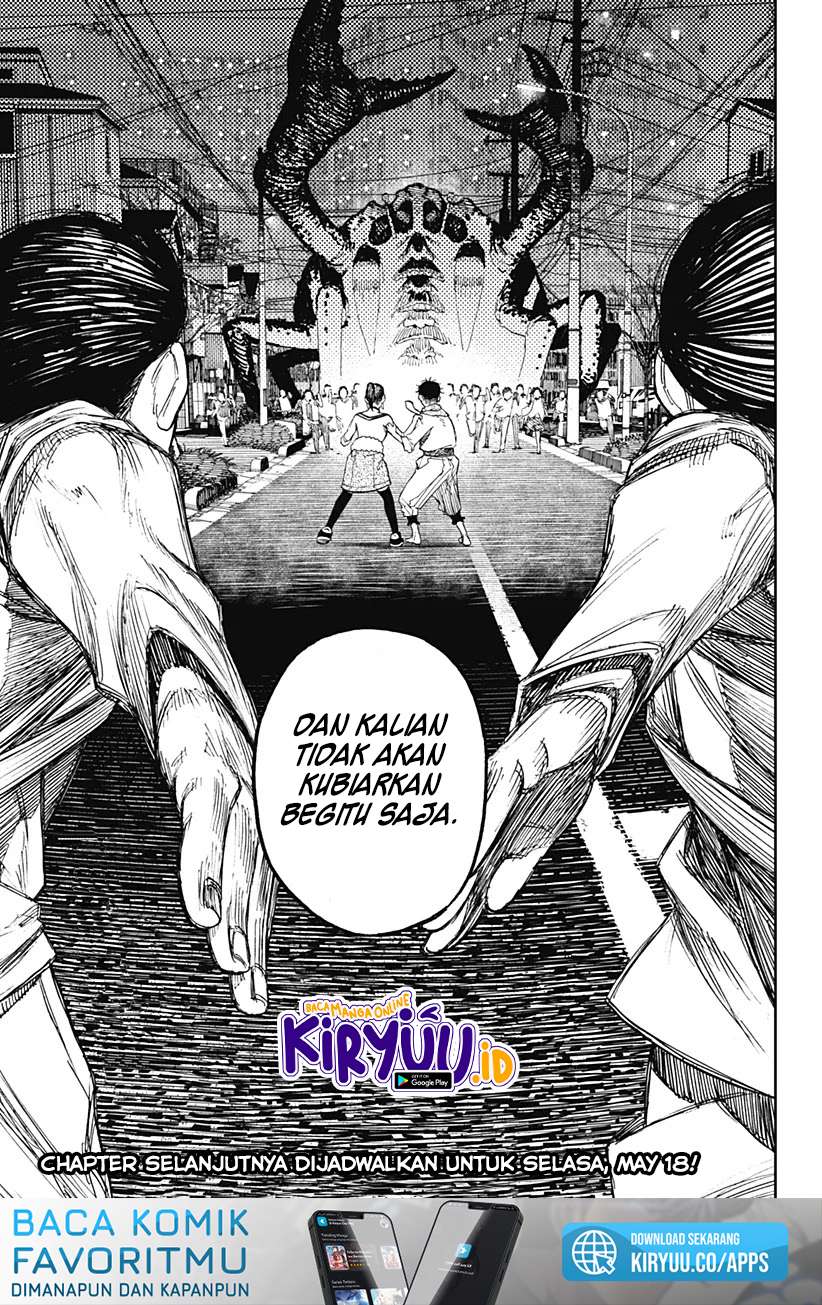 DAN KALIAN
TIDAK AKAN
KUBIARKAN
BEGITU SAJA.
BACA MANGA ONLINE
KIRYUU.ID
GET IT ON
Google Play
CHAPTER SELANJUTNYA DIJADWALKAN UNTUK SELASA, MAY 18!
BACA KOMIK
FAVORITMU
DIMANAPUN DAN KAPANPUN
DOWNLOAD SEKARANG
KIRYUU.CO/APPS